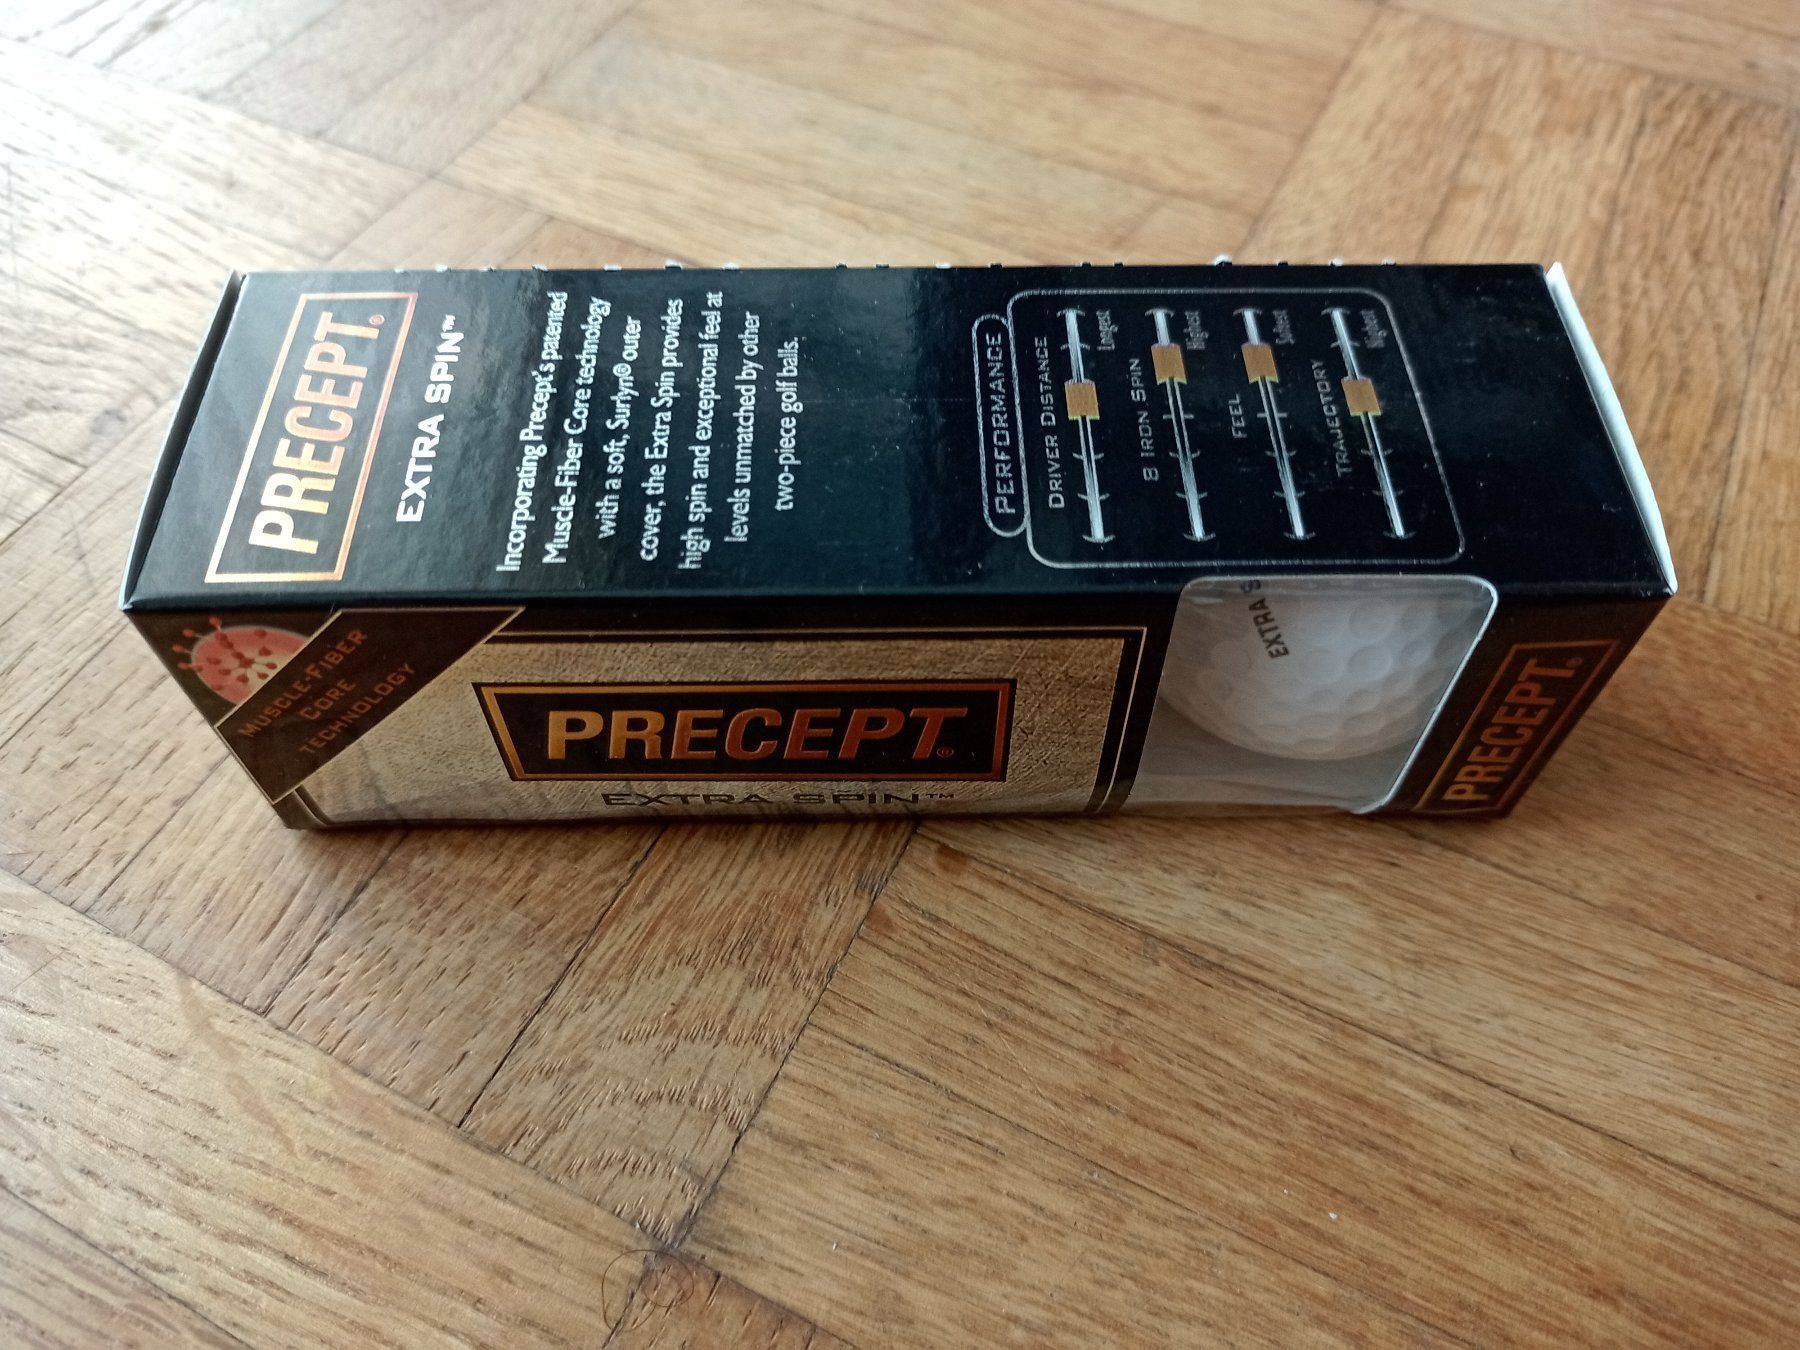 PRECEPT®
EXTRA SPIN™
Incorporating Precept's patented
Muscle-Fiber Core technology
with a soft, Surlyn® outer
cover, the Extra Spin provides
high spin and exceptional feel at
levels unmatched by other
two-piece golf balls.
PERFORMANCE
DRIVER DISTANCE
Longest
8 IRON SPIN
Highest
FEEL
Softest
TRAJECTORY
Highest
MUSCLE-FIBER
CORE
TECHNOLOGY
PRECEPT®
EXTRA SPIN™
EXTRA S
PRECEPT®